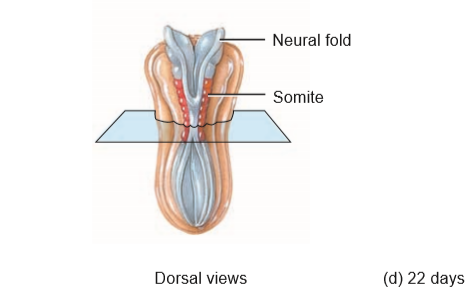 Neural fold
Somite
Dorsal views
(d) 22 days